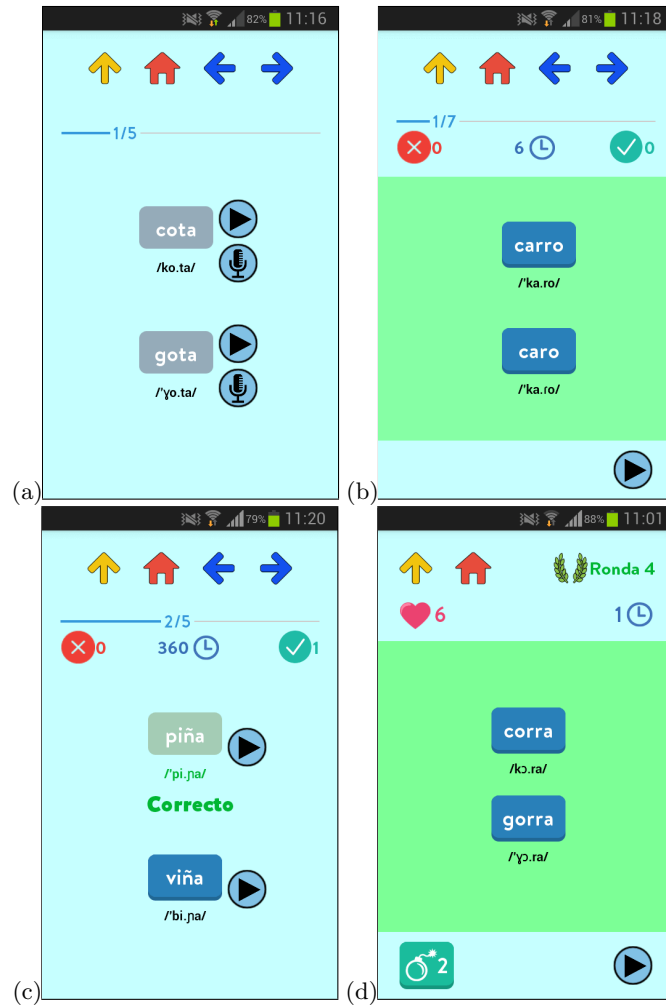 82% 11:16
1/5
cota
/ko.ta/
gota
/'ɣo.ta/
(a)
81% 11:18
1/7
0 6 0
carro
/'ka.ro/
caro
/'ka.ɾo/
(b)
79% 11:20
2/5
0 360 1
piña
/'pi.ɲa/
Correcto
viña
/'bi.ɲa/
(c)
88% 11:01
Ronda 4
6 1
corra
/kɔ.ra/
gorra
/'ɣɔ.ra/
2
(d)